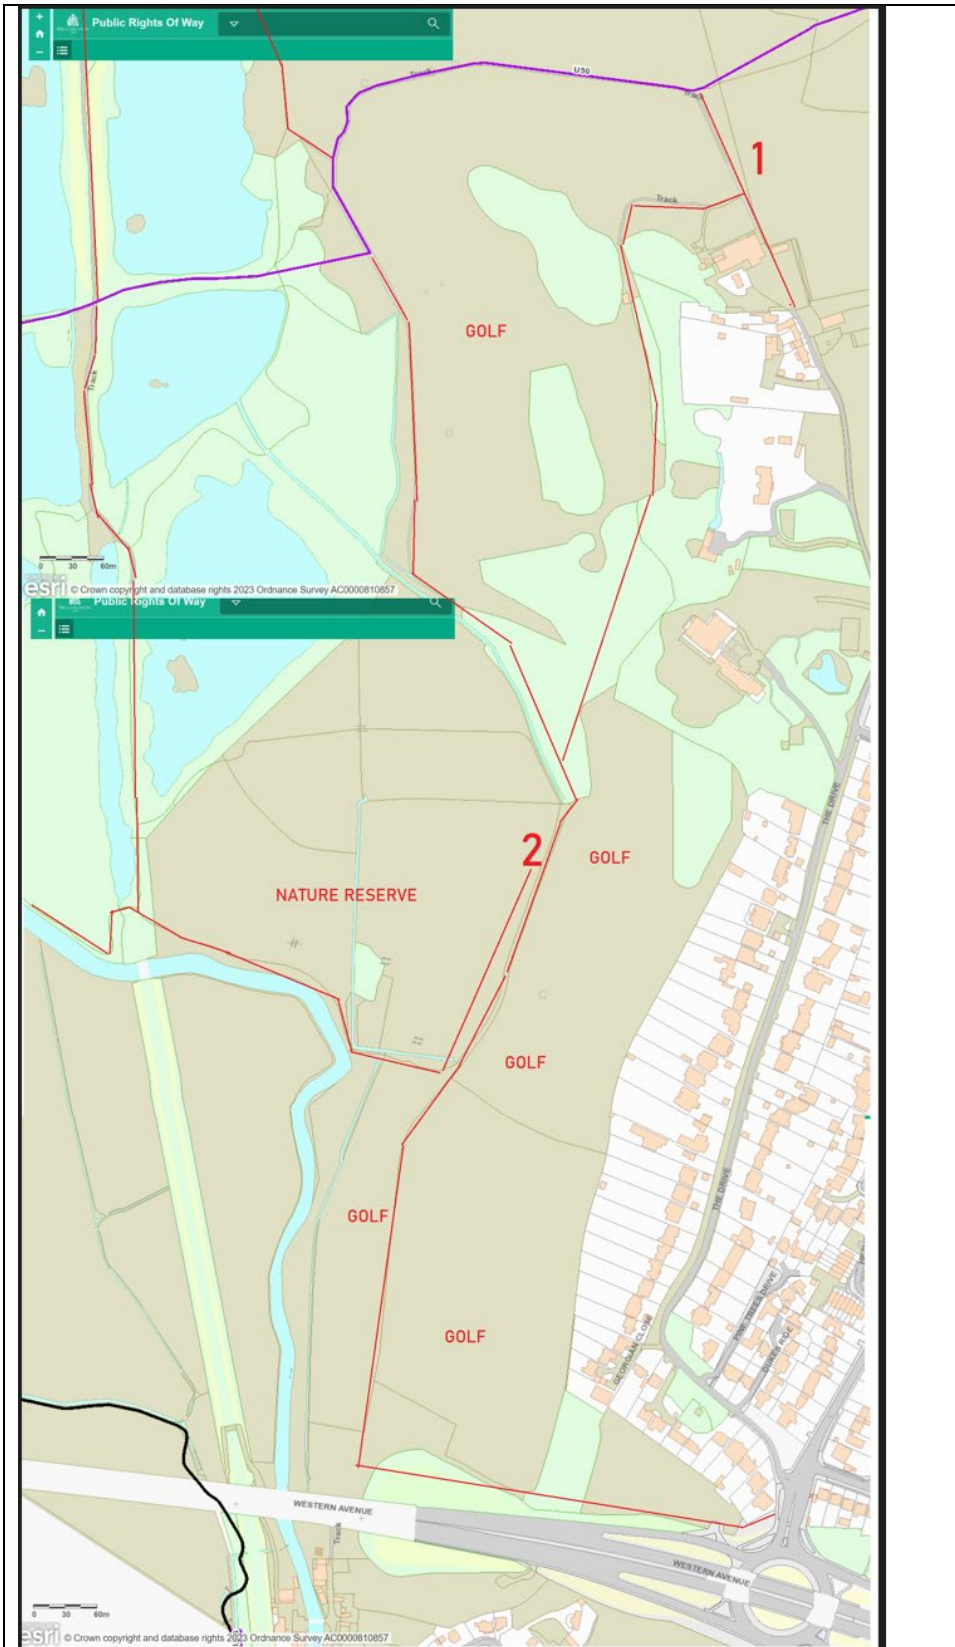 Public Rights Of Way
Track
U50
Track
1
Track
GOLF
Track
0 30 60m
esri © Crown copyright and database rights 2023 Ordnance Survey AC0000810857
Public Rights Of Way
THE DRIVE
2
GOLF
NATURE RESERVE
GOLF
THE DRIVE
GOLF
PINE TREES DRIVE
GOLF
GEORGIAN CLOSE
DUKES RIDE
WESTERN AVENUE
Track
WESTERN AVENUE
0 30 60m
esri © Crown copyright and database rights 2023 Ordnance Survey AC0000810857